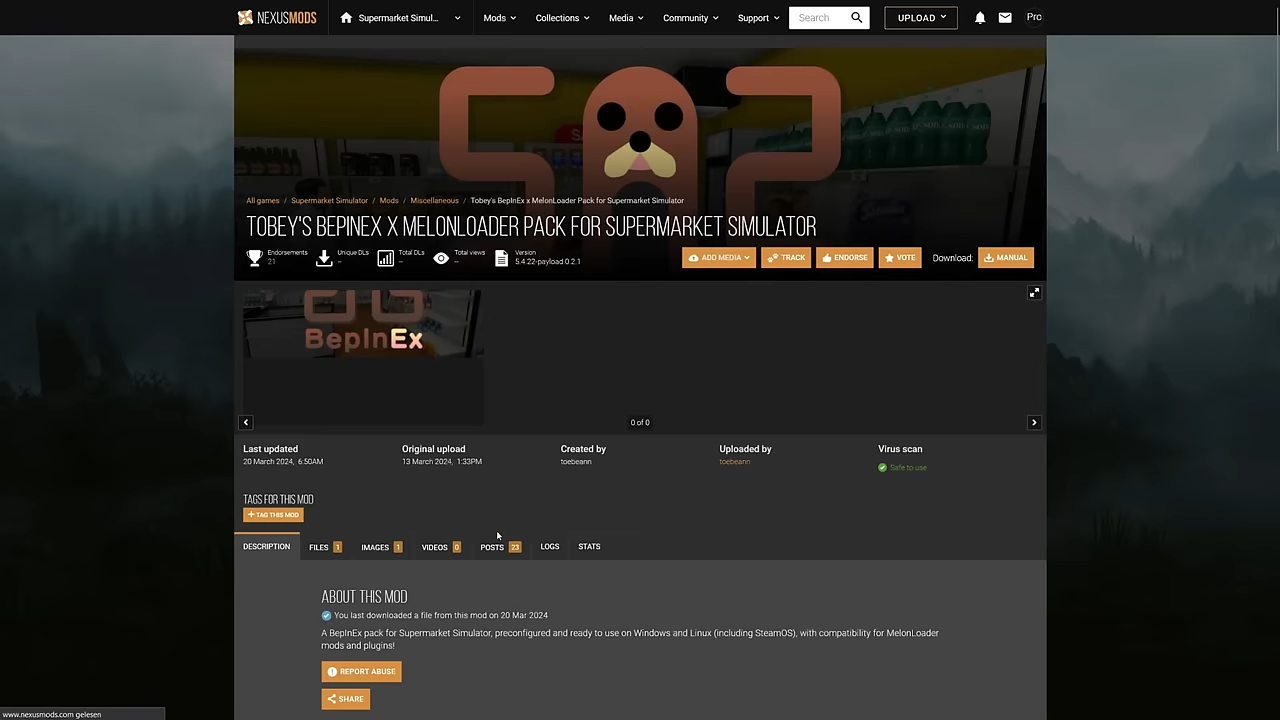 NEXUSMODS
Supermarket Simul...
Mods
Collections
Media
Community
Support
Search
UPLOAD
Pro
All games / Supermarket Simulator / Mods / Miscellaneous / Tobey's BepInEx x MelonLoader Pack for Supermarket Simulator
TOBEY'S BEPINEX X MELONLOADER PACK FOR SUPERMARKET SIMULATOR
Endorsements
21
Unique DLs
--
Total DLs
--
Total views
--
Version
5.4.22-payload.0.2.1
ADD MEDIA
TRACK
ENDORSE
VOTE
Download:
MANUAL
BepInEx
0 of 0
Last updated
20 March 2024, 6:50AM
Original upload
13 March 2024, 1:33PM
Created by
toebeann
Uploaded by
toebeann
Virus scan
Safe to use
TAGS FOR THIS MOD
+ TAG THIS MOD
DESCRIPTION
FILES 1
IMAGES 1
VIDEOS 0
POSTS 23
LOGS
STATS
ABOUT THIS MOD
You last downloaded a file from this mod on 20 Mar 2024
A BepInEx pack for Supermarket Simulator, preconfigured and ready to use on Windows and Linux (including SteamOS), with compatibility for MelonLoader
mods and plugins!
REPORT ABUSE
SHARE
www.nexusmods.com gelesen